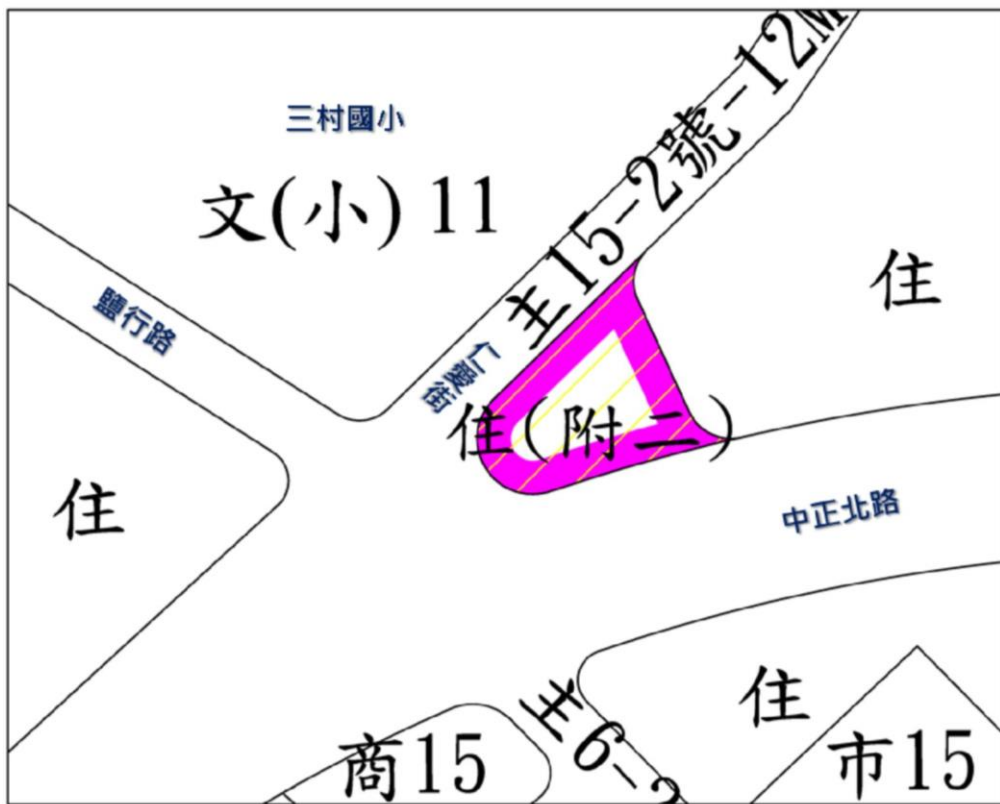 三村國小
文(小) 11
主15-2號-12M
住
鹽行路
仁愛街
住(附二)
住
中正北路
主6-2
住
商15
市15